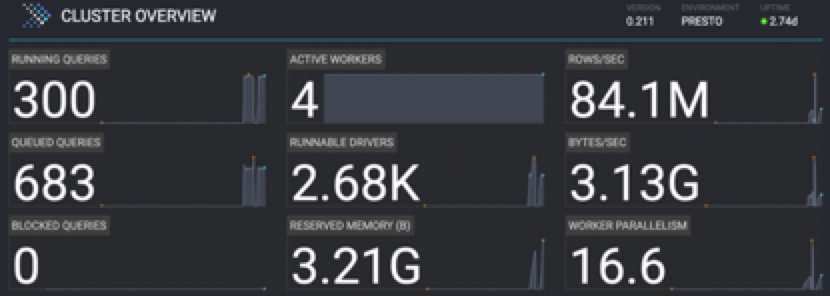 CLUSTER OVERVIEW
VERSION ENVIRONMENT UPTIME
0.211 PRESTO 2.74d
RUNNING QUERIES ACTIVE WORKERS ROWS/SEC
300 4 84.1M
QUEUED QUERIES RUNNABLE DRIVERS BYTES/SEC
683 2.68K 3.13G
BLOCKED QUERIES RESERVED MEMORY (B) WORKER PARALLELISM
0 3.21G 16.6